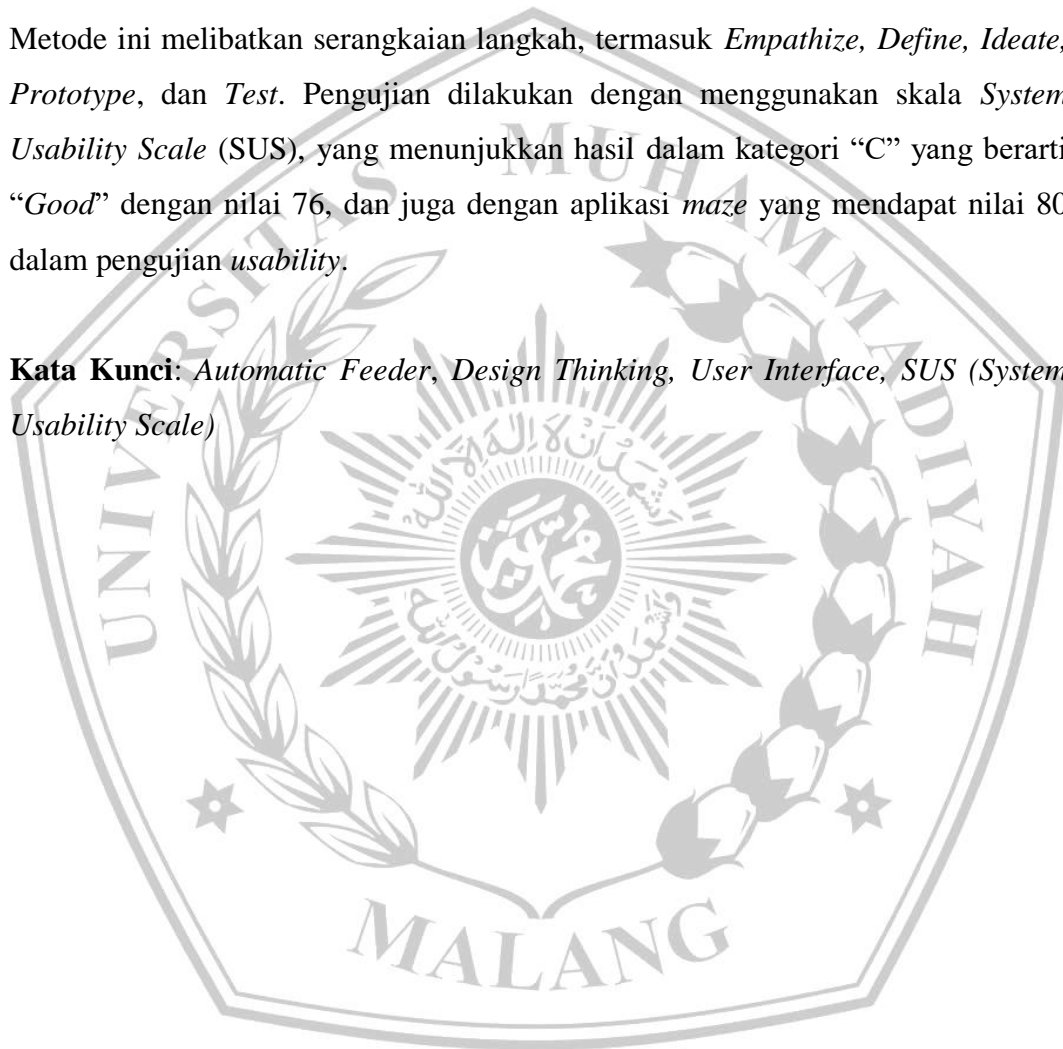 Metode ini melibatkan serangkaian langkah, termasuk Empathize, Define, Ideate,
Prototype, dan Test. Pengujian dilakukan dengan menggunakan skala System
Usability Scale (SUS), yang menunjukkan hasil dalam kategori “C” yang berarti
“Good” dengan nilai 76, dan juga dengan aplikasi maze yang mendapat nilai 80
dalam pengujian usability.
Kata Kunci: Automatic Feeder, Design Thinking, User Interface, SUS (System
Usability Scale)
UNIVERSITAS MUHAMMADIYAH
MALANG